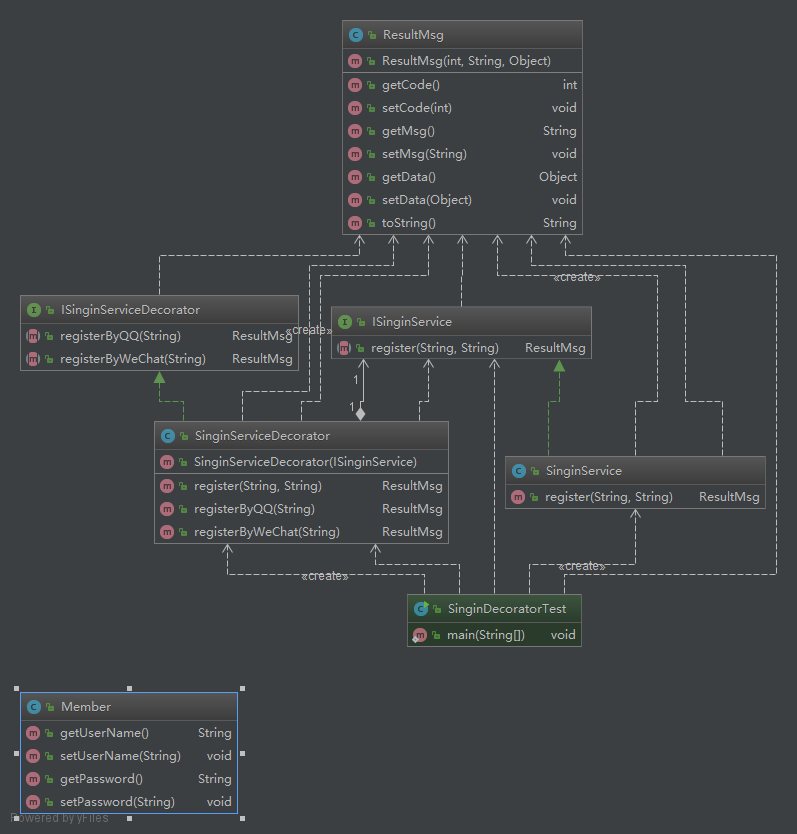 ResultMsg
ResultMsg(int, String, Object)
getCode() int
setCode(int) void
getMsg() String
setMsg(String) void
getData() Object
setData(Object) void
toString() String
«create»
ISinginServiceDecorator
registerByQQ(String) ResultMsg
registerByWeChat(String) ResultMsg
«create»
ISinginService
register(String, String) ResultMsg
1
1
SinginServiceDecorator
SinginServiceDecorator(ISinginService)
register(String, String) ResultMsg
registerByQQ(String) ResultMsg
registerByWeChat(String) ResultMsg
SinginService
register(String, String) ResultMsg
«create»
«create»
SinginDecoratorTest
main(String[]) void
Member
getUserName() String
setUserName(String) void
getPassword() String
setPassword(String) void
Powered by yFiles